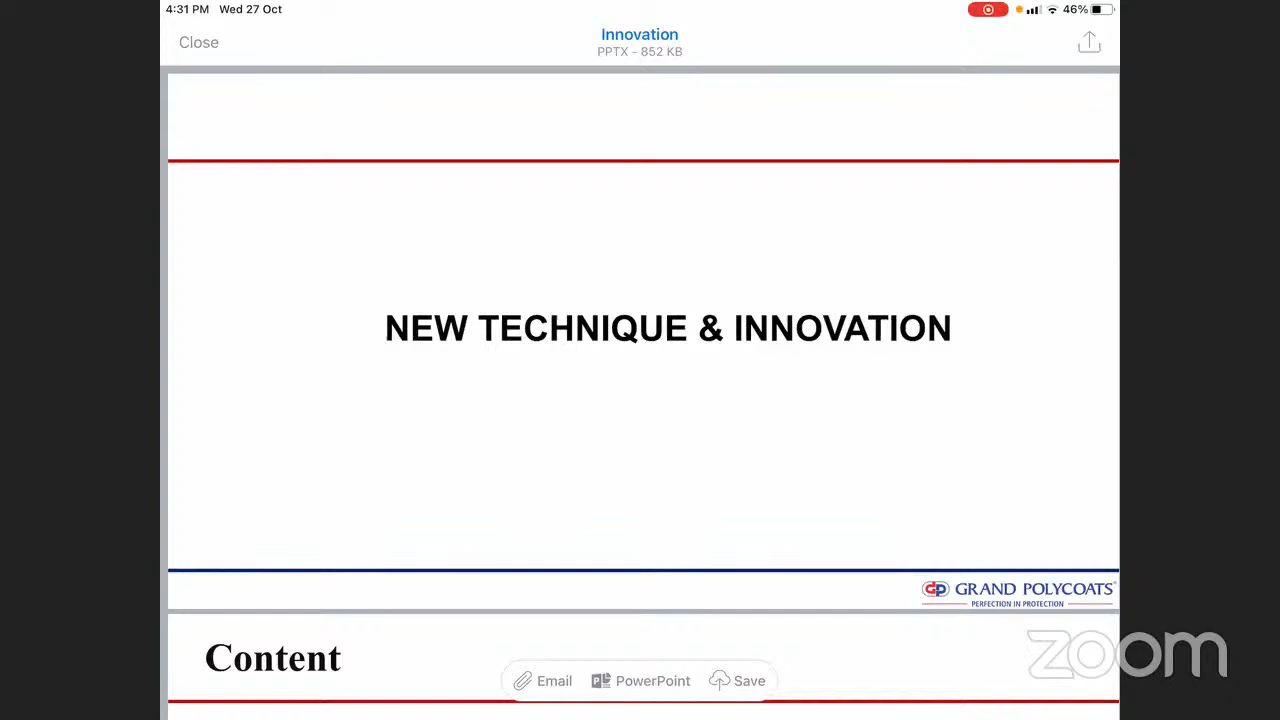 4:31 PM Wed 27 Oct
46%
Close
Innovation
PPTX - 852 KB
NEW TECHNIQUE & INNOVATION
GP GRAND POLYCOATS
PERFECTION IN PROTECTION
Content
zoom
Email PowerPoint Save